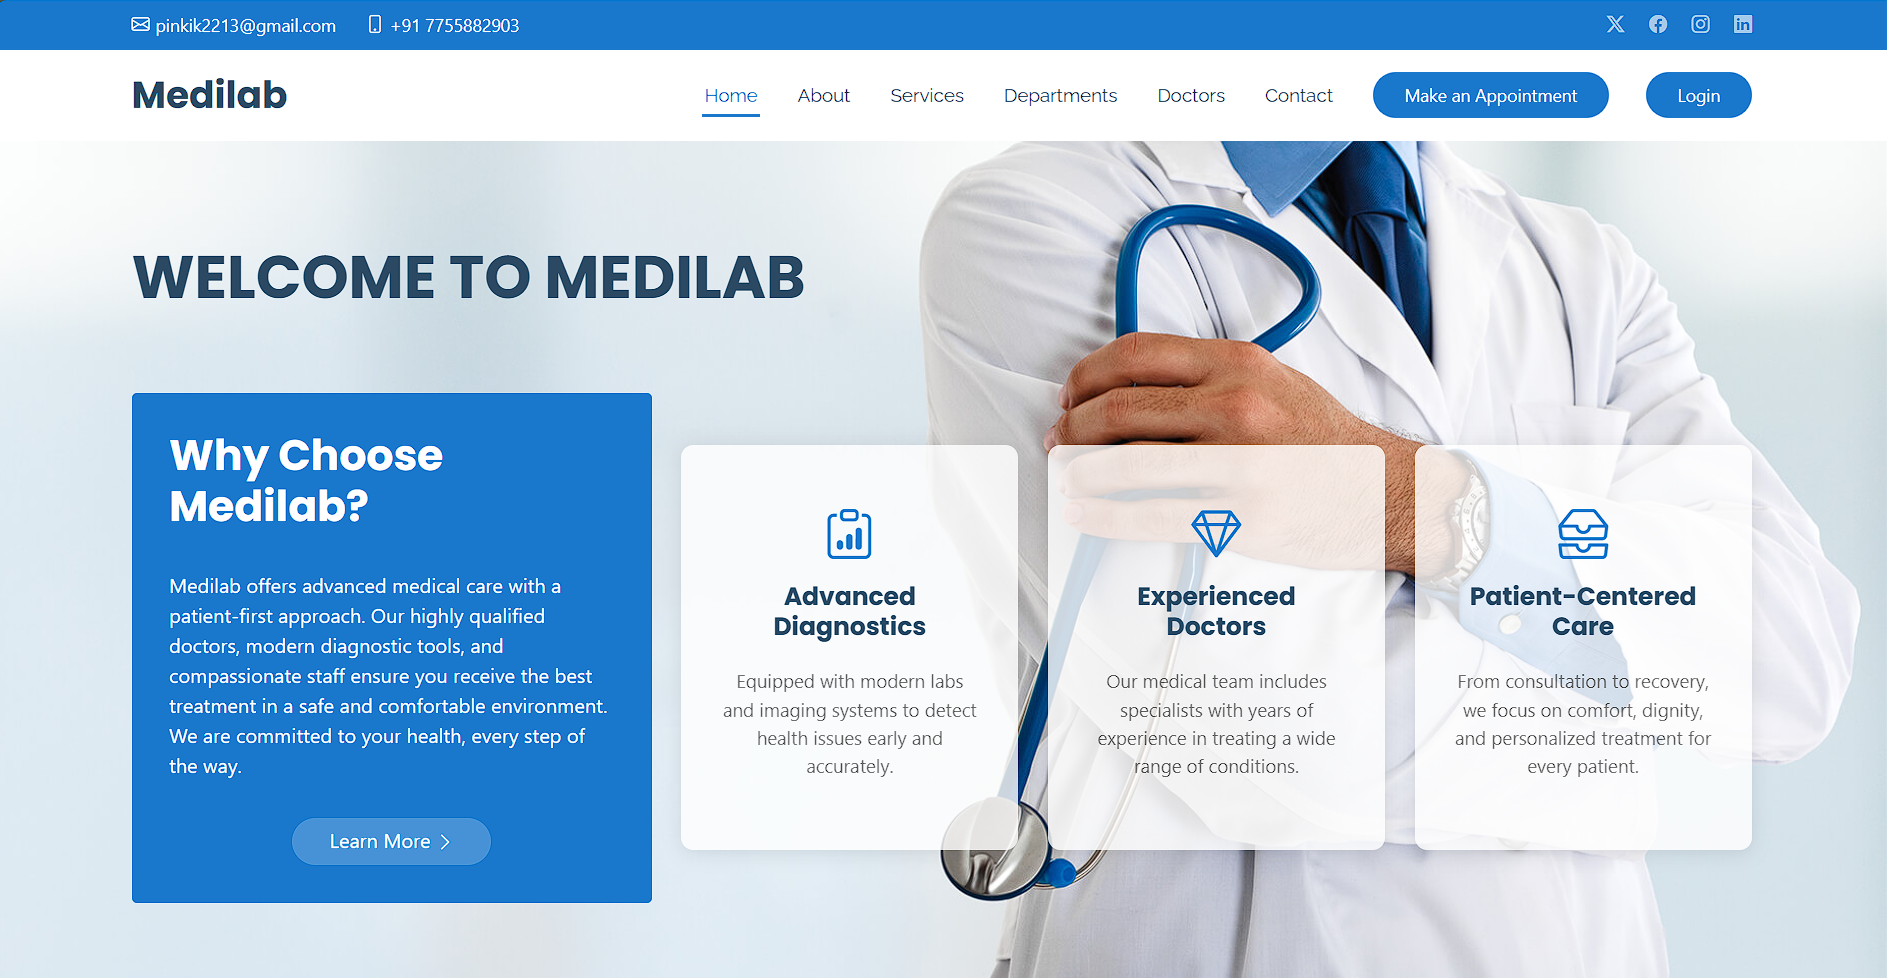 pinkik2213@gmail.com
+91 7755882903
Medilab
Home
About
Services
Departments
Doctors
Contact
Make an Appointment
Login
WELCOME TO MEDILAB
Why Choose
Medilab?
Medilab offers advanced medical care with a
patient-first approach. Our highly qualified
doctors, modern diagnostic tools, and
compassionate staff ensure you receive the best
treatment in a safe and comfortable environment.
We are committed to your health, every step of
the way.
Learn More
Advanced
Diagnostics
Equipped with modern labs
and imaging systems to detect
health issues early and
accurately.
Experienced
Doctors
Our medical team includes
specialists with years of
experience in treating a wide
range of conditions.
Patient-Centered
Care
From consultation to recovery,
we focus on comfort, dignity,
and personalized treatment for
every patient.